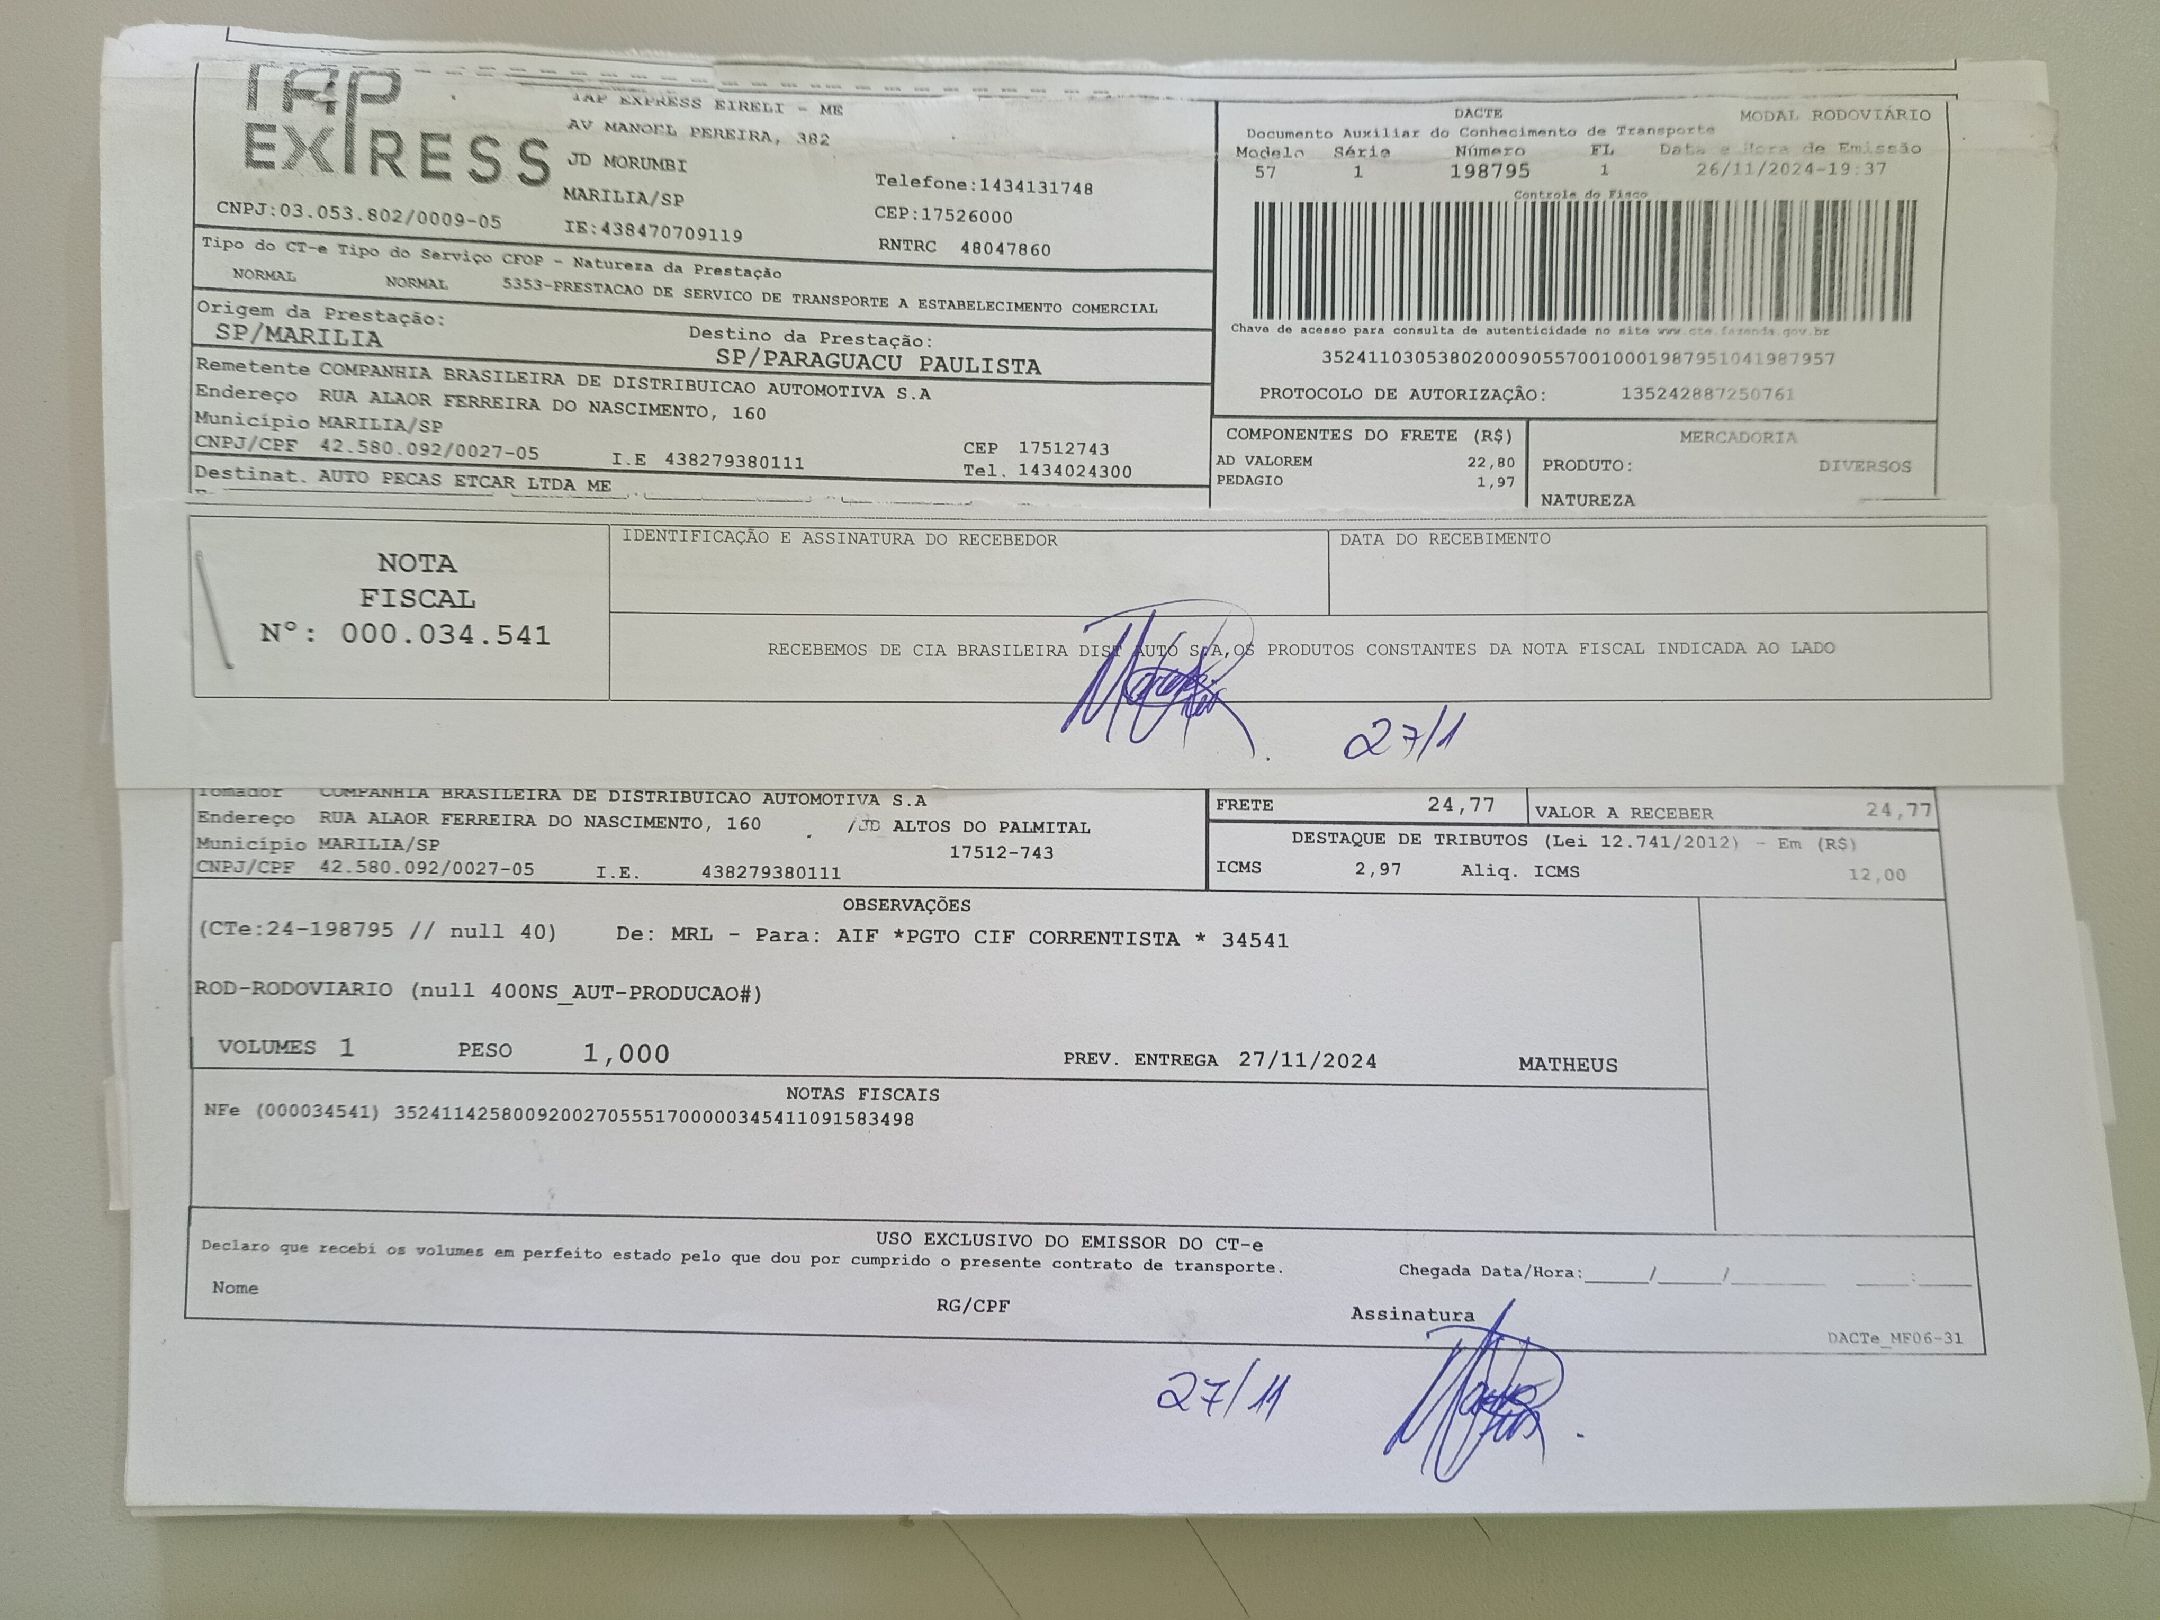 TAP
EXPRESS
TAP EXPRESS EIRELI - ME
AV MANOEL PEREIRA, 382
JD MORUMBI
MARILIA/SP
Telefone:1434131748
CEP:17526000
CNPJ:03.053.802/0009-05
IE:438470709119
RNTRC 48047860
DACTE
MODAL RODOVIÁRIO
Documento Auxiliar do Conhecimento de Transporte
Modelo Série Número FL Data e Hora de Emissão
57 1 198795 1 26/11/2024-19:37
Controle do Fisco
Chave de acesso para consulta de autenticidade no site www.cte.fazenda.gov.br
35241103053802000905570010001987951041987957
PROTOCOLO DE AUTORIZAÇÃO: 135242887250761
Tipo do CT-e Tipo do Serviço CFOP - Natureza da Prestação
NORMAL NORMAL 5353-PRESTACAO DE SERVICO DE TRANSPORTE A ESTABELECIMENTO COMERCIAL
Origem da Prestação: Destino da Prestação:
SP/MARILIA SP/PARAGUACU PAULISTA
Remetente COMPANHIA BRASILEIRA DE DISTRIBUICAO AUTOMOTIVA S.A
Endereço RUA ALAOR FERREIRA DO NASCIMENTO, 160
Município MARILIA/SP CEP 17512743
CNPJ/CPF 42.580.092/0027-05 I.E 438279380111 Tel. 1434024300
Destinat. AUTO PECAS ETCAR LTDA ME
COMPONENTES DO FRETE (R$)
AD VALOREM 22,80
PEDAGIO 1,97
MERCADORIA
PRODUTO: DIVERSOS
NATUREZA
NOTA
FISCAL
N°: 000.034.541
IDENTIFICAÇÃO E ASSINATURA DO RECEBEDOR
DATA DO RECEBIMENTO
RECEBEMOS DE CIA BRASILEIRA DIST AUTO S/A,OS PRODUTOS CONSTANTES DA NOTA FISCAL INDICADA AO LADO
27/1
Tomador COMPANHIA BRASILEIRA DE DISTRIBUICAO AUTOMOTIVA S.A
Endereço RUA ALAOR FERREIRA DO NASCIMENTO, 160 /JD ALTOS DO PALMITAL
Município MARILIA/SP 17512-743
CNPJ/CPF 42.580.092/0027-05 I.E. 438279380111
FRETE 24,77 VALOR A RECEBER 24,77
DESTAQUE DE TRIBUTOS (Lei 12.741/2012) - Em (R$)
ICMS 2,97 Aliq. ICMS 12,00
OBSERVAÇÕES
(CTe:24-198795 // null 40) De: MRL - Para: AIF *PGTO CIF CORRENTISTA * 34541
ROD-RODOVIARIO (null 400NS_AUT-PRODUCAO#)
VOLUMES 1 PESO 1,000 PREV. ENTREGA 27/11/2024 MATHEUS
NOTAS FISCAIS
NFe (000034541) 35241142580092002705551700000345411091583498
USO EXCLUSIVO DO EMISSOR DO CT-e
Declaro que recebi os volumes em perfeito estado pelo que dou por cumprido o presente contrato de transporte.
Chegada Data/Hora:_____/_____/_______ ____:____
Nome RG/CPF Assinatura
DACTe_MF06-31
27/11